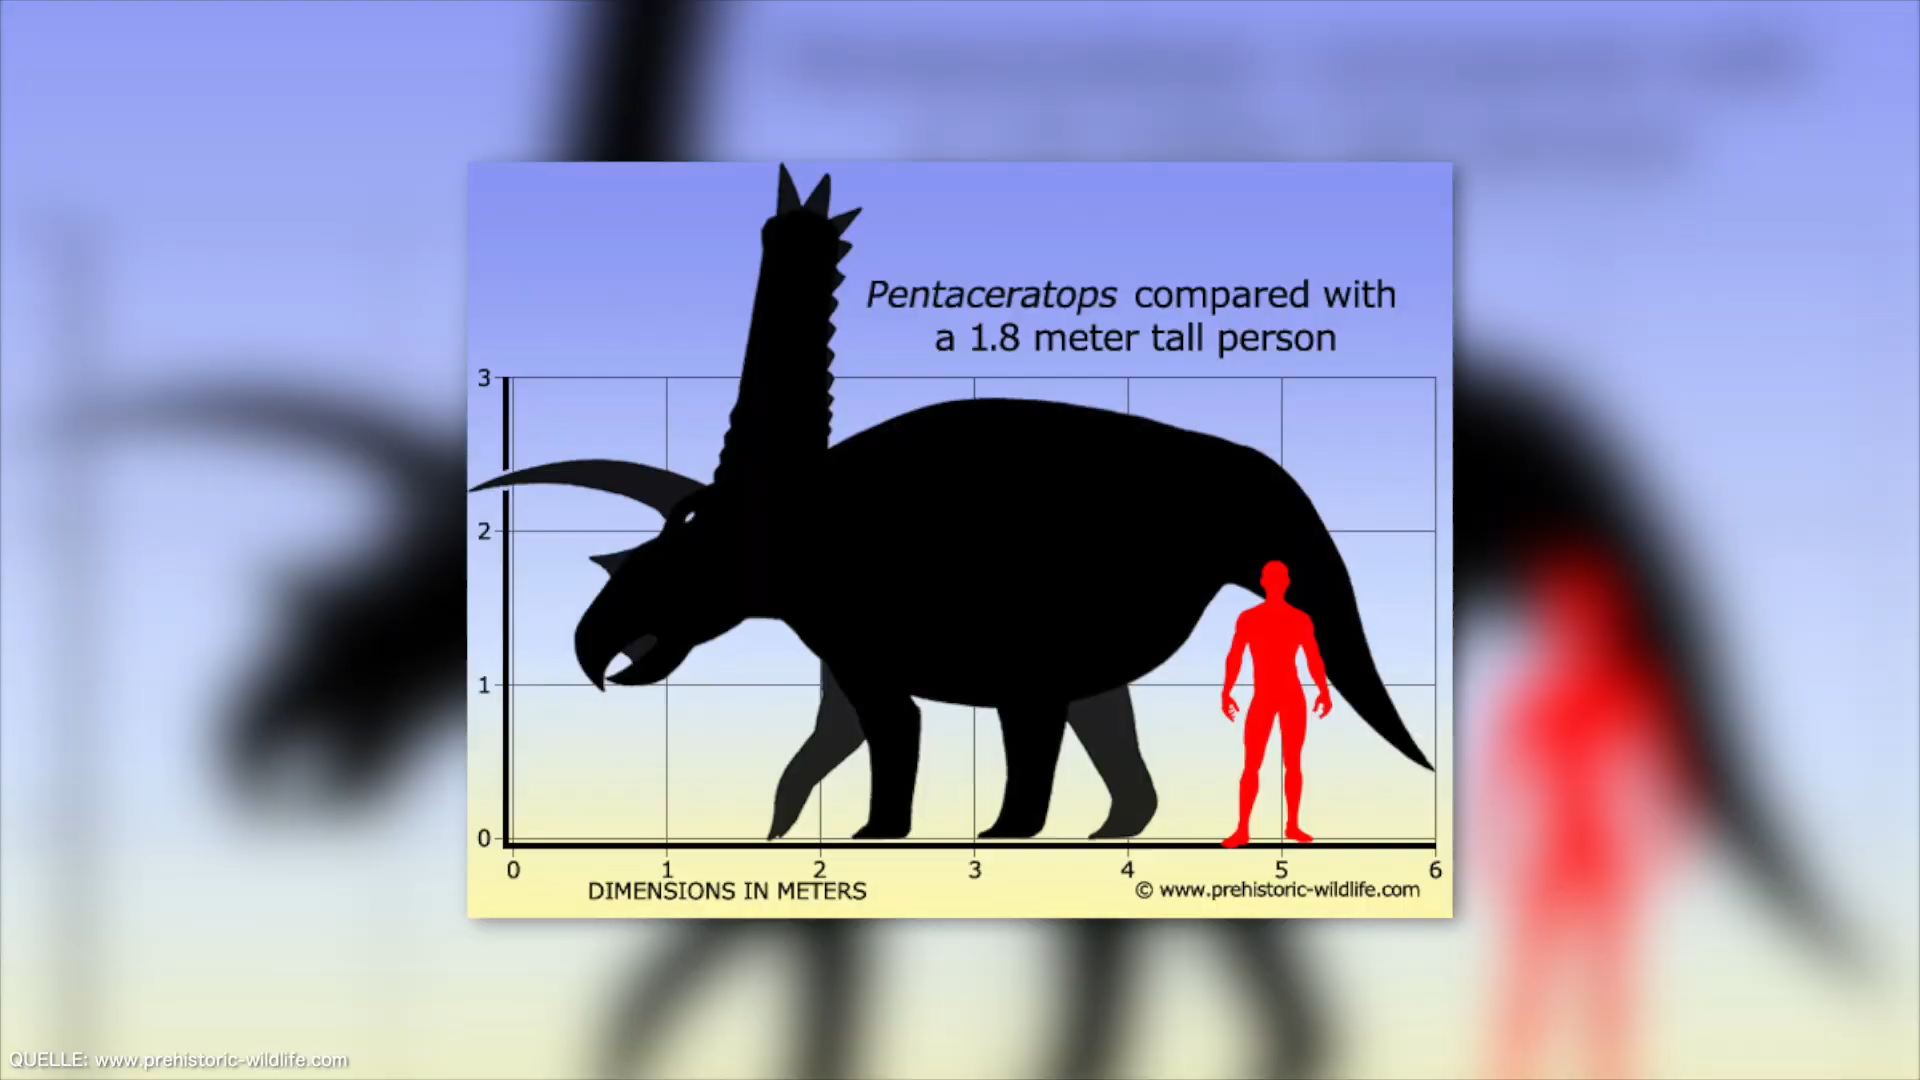 Pentaceratops compared with
a 1.8 meter tall person
3
2
1
0
0 1 2 3 4 5 6
DIMENSIONS IN METERS
© www.prehistoric-wildlife.com
QUELLE: www.prehistoric-wildlife.com